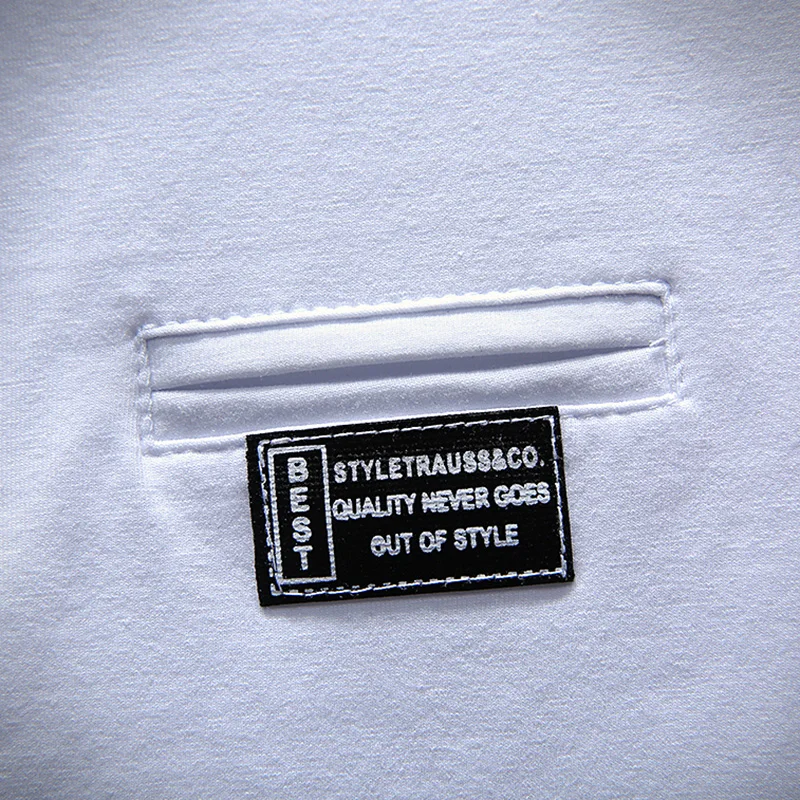 BEST
STYLETRAUSS&CO.
QUALITY NEVER GOES
OUT OF STYLE